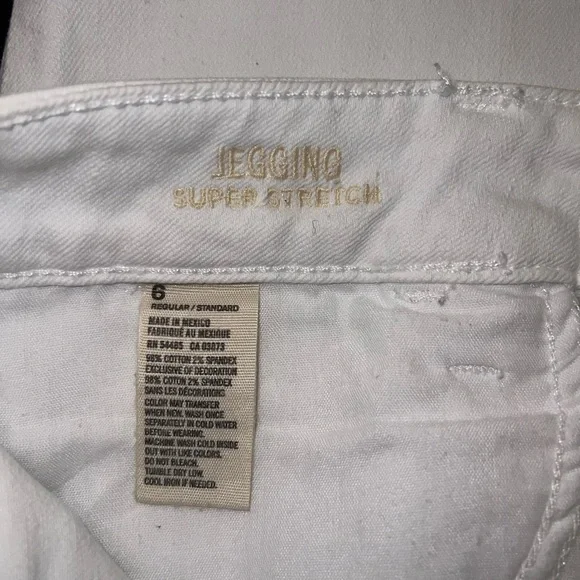 JEGGING
SUPER STRETCH
6
REGULAR / STANDARD
MADE IN MEXICO
FABRIQUÉ AU MEXIQUE
RN 54485 CA 03873
98% COTTON 2% SPANDEX
EXCLUSIVE OF DECORATION
98% COTON 2% SPANDEX
SANS LES DÉCORATIONS
COLOR MAY TRANSFER
WHEN NEW. WASH ONCE
SEPARATELY IN COLD WATER
BEFORE WEARING.
MACHINE WASH COLD INSIDE
OUT WITH LIKE COLORS.
DO NOT BLEACH.
TUMBLE DRY LOW.
COOL IRON IF NEEDED.